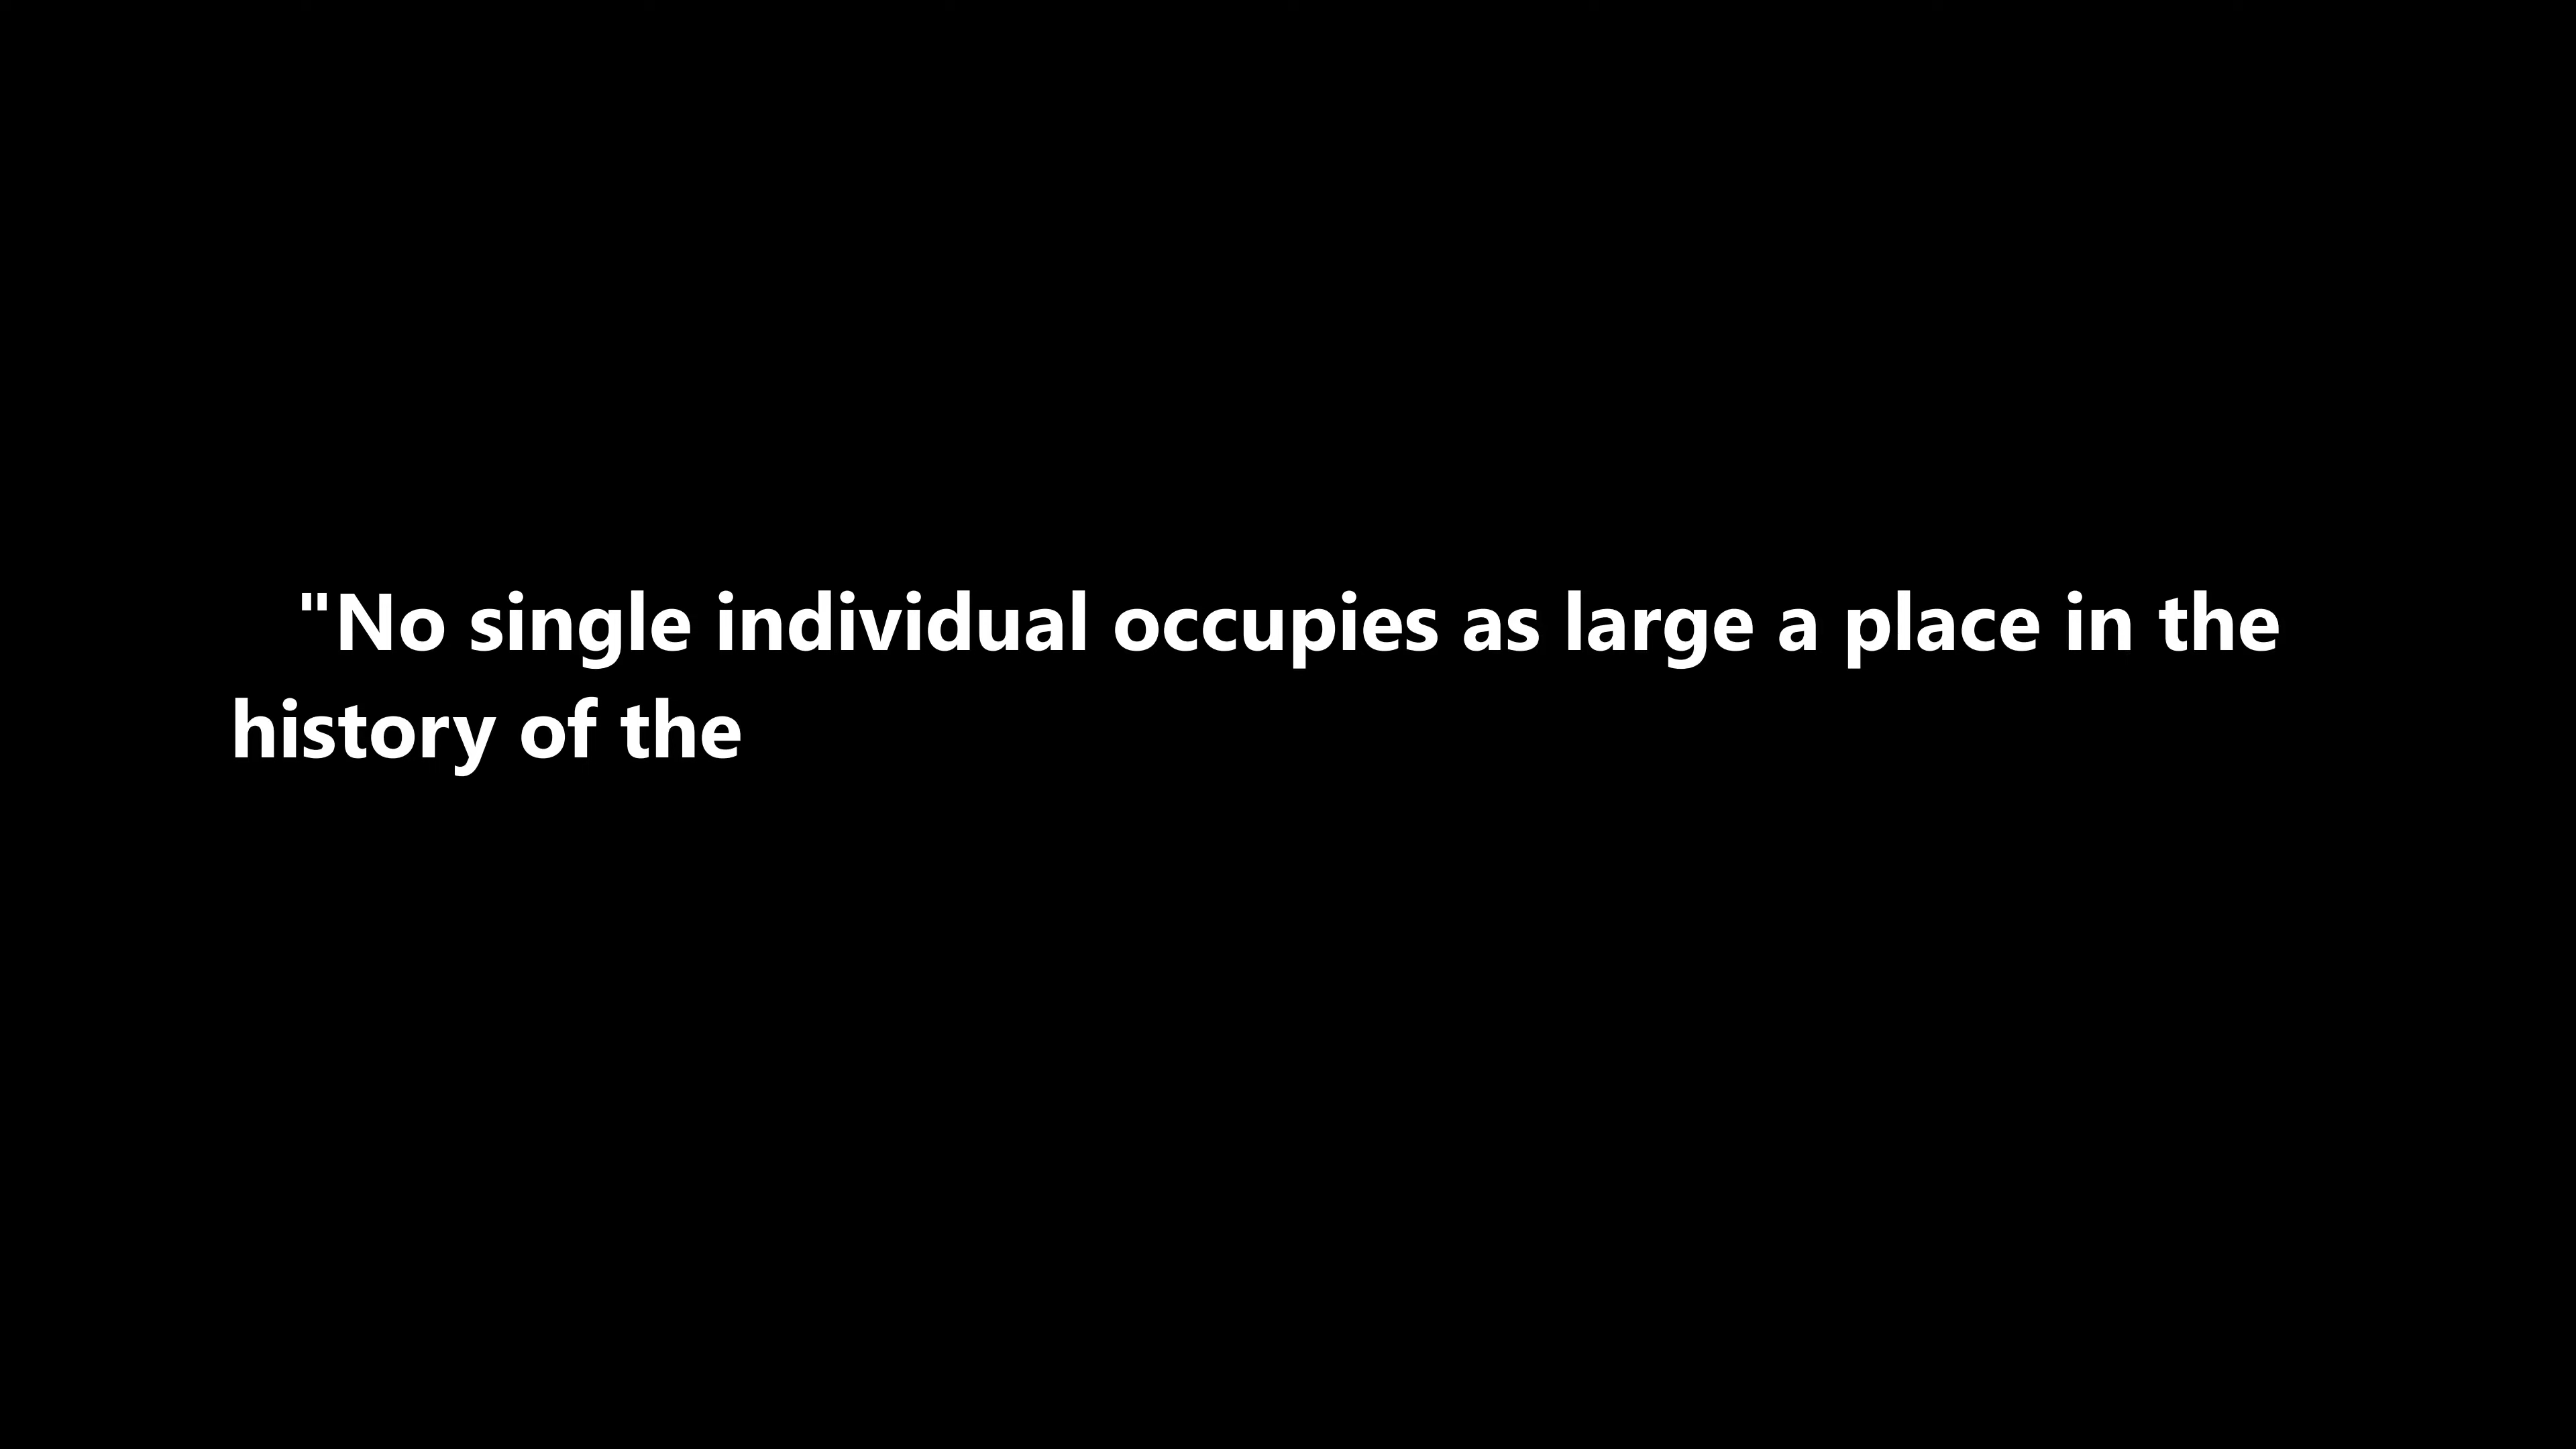 "No single individual occupies as large a place in the
history of the